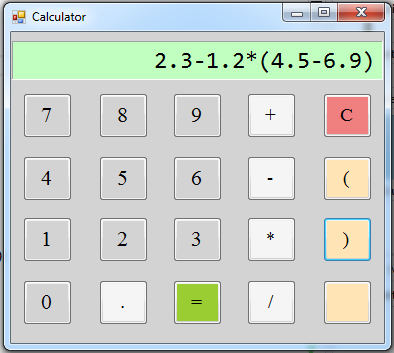 Calculator
2.3-1.2*(4.5-6.9)
7 8 9 + C
4 5 6 - (
1 2 3 * )
0 . = /